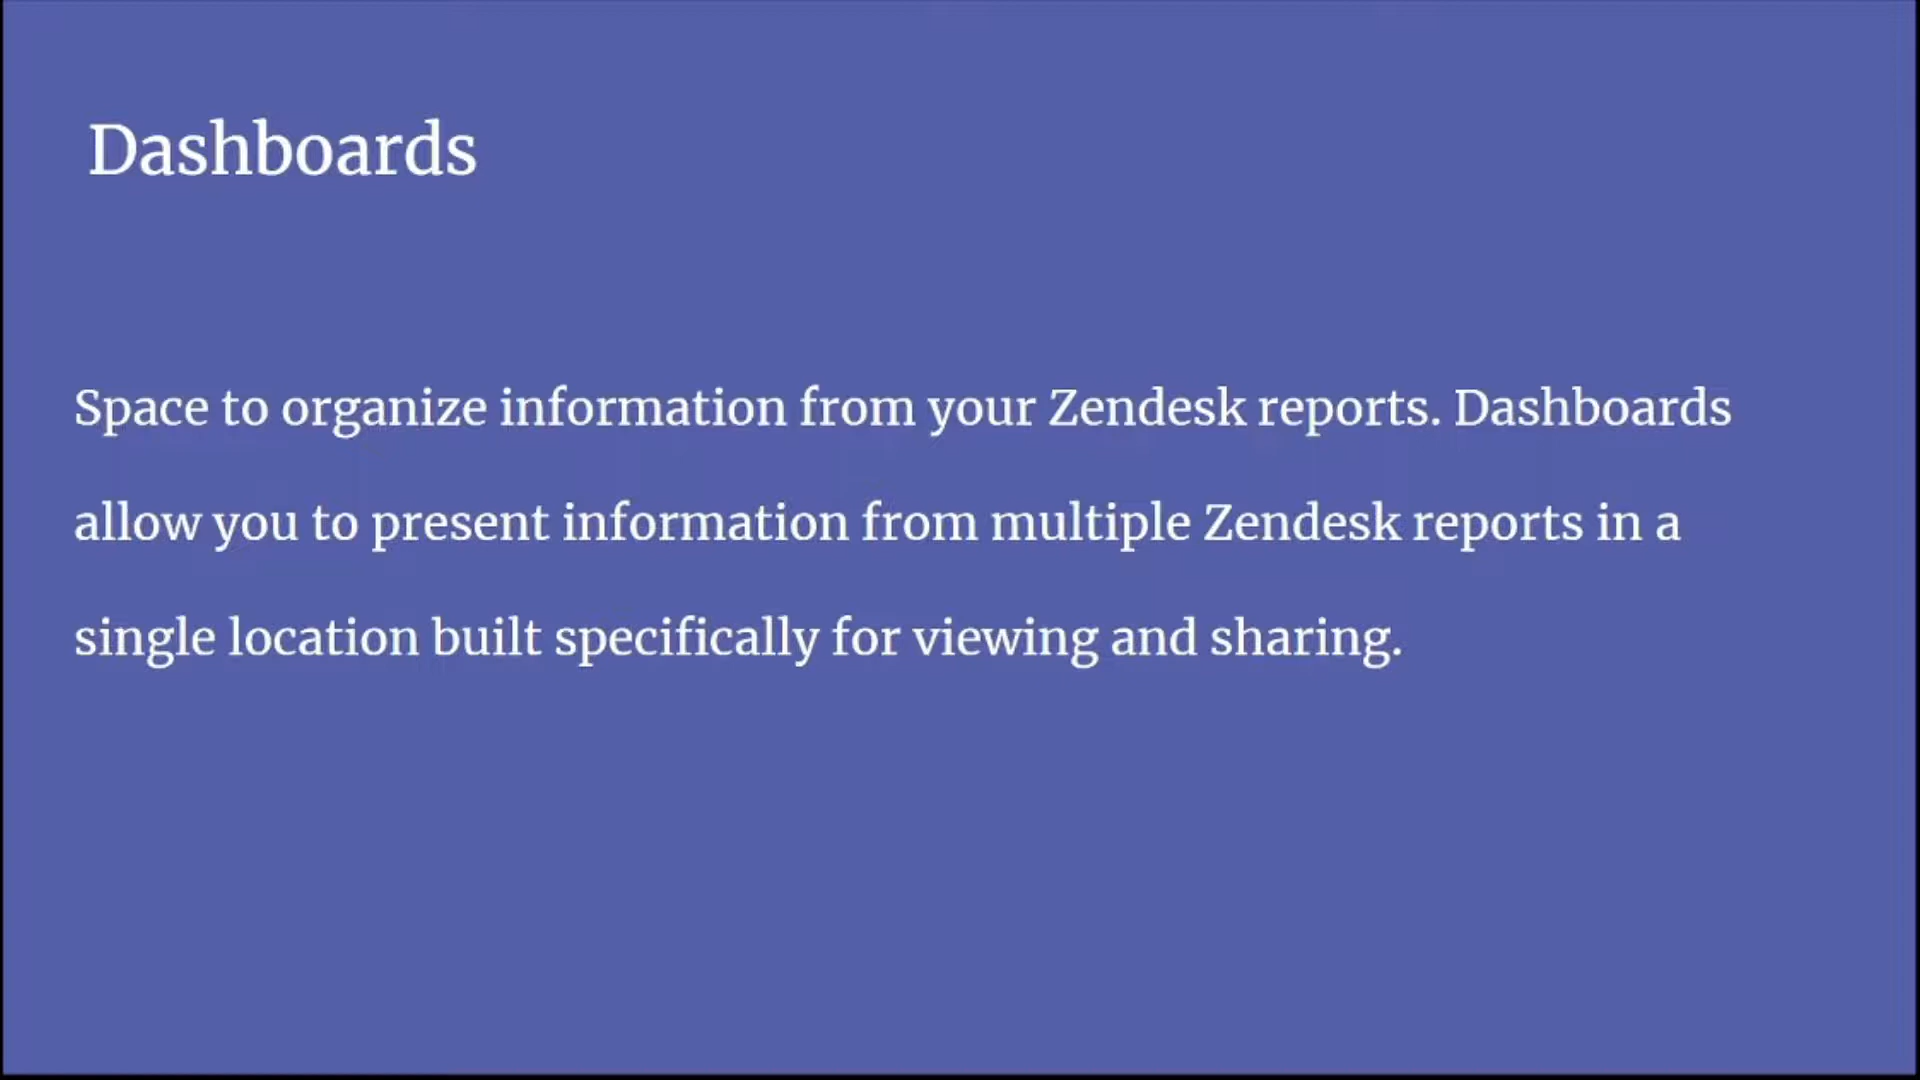 Dashboards
Space to organize information from your Zendesk reports. Dashboards
allow you to present information from multiple Zendesk reports in a
single location built specifically for viewing and sharing.